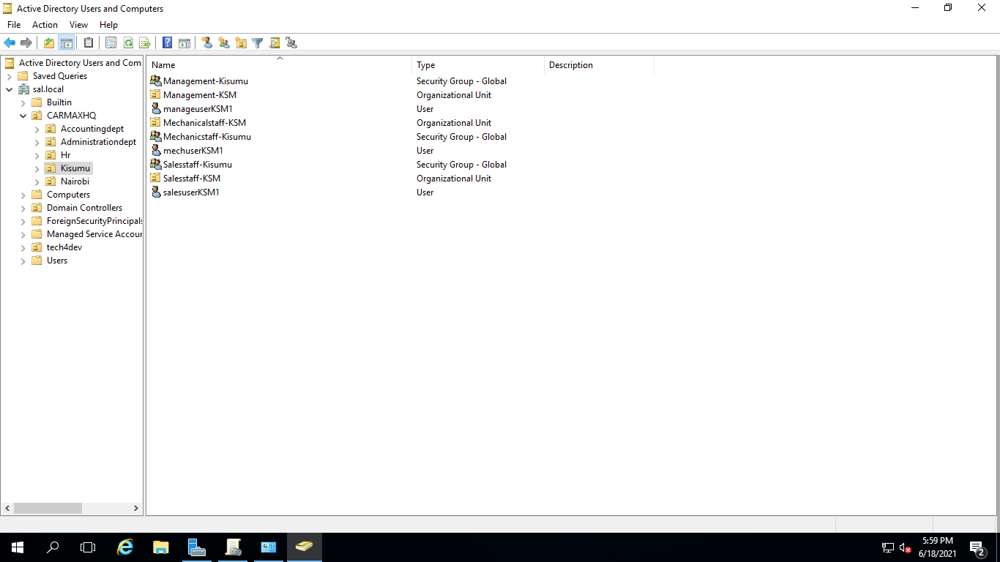 Active Directory Users and Computers
File Action View Help
Active Directory Users and Com
Saved Queries
sal.local
Builtin
CARMAXHQ
Accountingdept
Administrationdept
Hr
Kisumu
Nairobi
Computers
Domain Controllers
ForeignSecurityPrincipals
Managed Service Accour
tech4dev
Users
Name Type Description
Management-Kisumu Security Group - Global
Management-KSM Organizational Unit
manageuserKSM1 User
Mechanicalstaff-KSM Organizational Unit
Mechanicstaff-Kisumu Security Group - Global
mechuserKSM1 User
Salesstaff-Kisumu Security Group - Global
Salesstaff-KSM Organizational Unit
salesuserKSM1 User
5:59 PM
6/18/2021
2